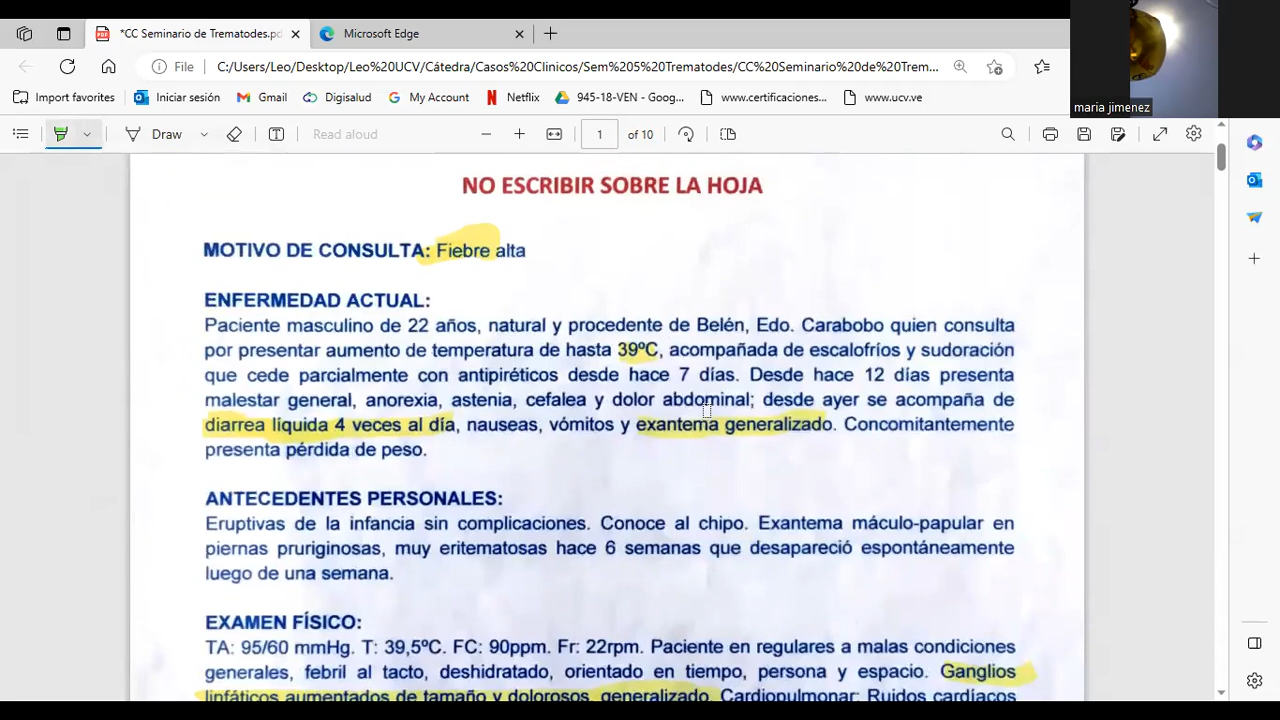 *CC Seminario de Trematodes.pd
Microsoft Edge
File
C:/Users/Leo/Desktop/Leo%20UCV/Cátedra/Casos%20Clinicos/Sem%205%20Trematodes/CC%20Seminario%20de%20Trem...
Import favorites
Iniciar sesión
Gmail
Digisalud
My Account
Netflix
945-18-VEN - Goog...
www.certificaciones...
www.ucv.ve
maria jimenez
Draw
Read aloud
1 of 10
NO ESCRIBIR SOBRE LA HOJA
MOTIVO DE CONSULTA: Fiebre alta
ENFERMEDAD ACTUAL:
Paciente masculino de 22 años, natural y procedente de Belén, Edo. Carabobo quien consulta
por presentar aumento de temperatura de hasta 39ºC, acompañada de escalofríos y sudoración
que cede parcialmente con antipiréticos desde hace 7 días. Desde hace 12 días presenta
malestar general, anorexia, astenia, cefalea y dolor abdominal; desde ayer se acompaña de
diarrea líquida 4 veces al día, nauseas, vómitos y exantema generalizado. Concomitantemente
presenta pérdida de peso.
ANTECEDENTES PERSONALES:
Eruptivas de la infancia sin complicaciones. Conoce al chipo. Exantema máculo-papular en
piernas pruriginosas, muy eritematosas hace 6 semanas que desapareció espontáneamente
luego de una semana.
EXAMEN FÍSICO:
TA: 95/60 mmHg. T: 39,5ºC. FC: 90ppm. Fr: 22rpm. Paciente en regulares a malas condiciones
generales, febril al tacto, deshidratado, orientado en tiempo, persona y espacio. Ganglios
linfáticos aumentados de tamaño y dolorosos, generalizado. Cardiopulmonar: Ruidos cardíacos